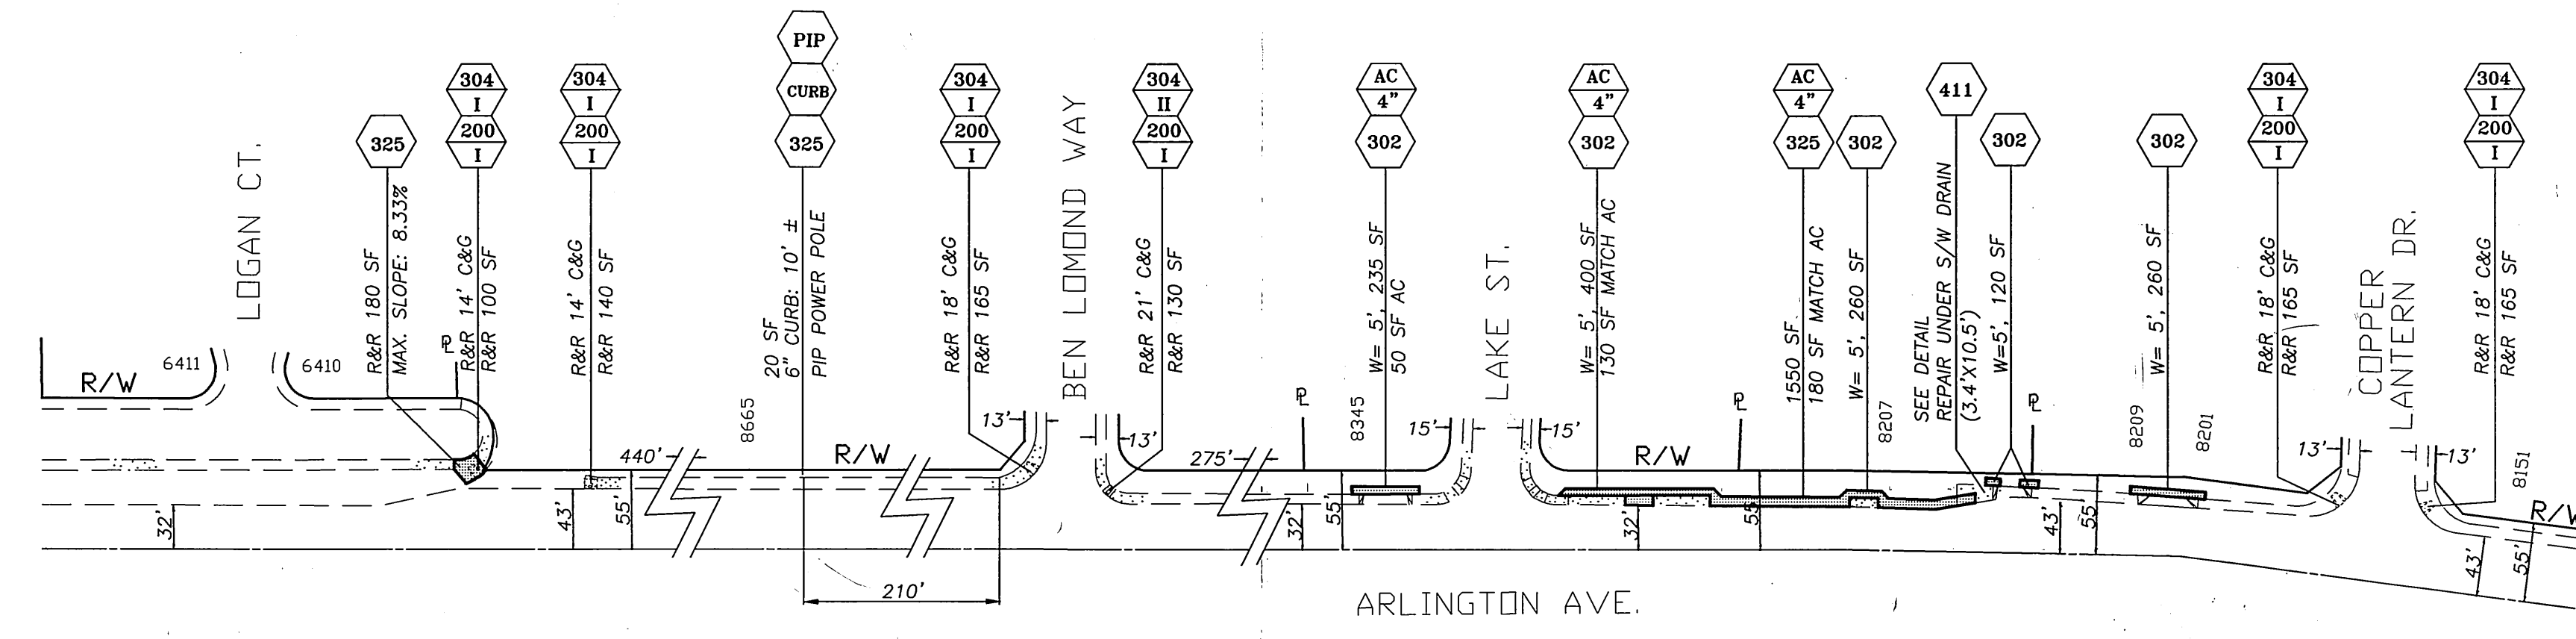 LOGAN CT.
325
R&R 180 SF
MAX. SLOPE: 8.33%
304
I
200
I
R&R 14' C&G
R&R 100 SF
304
I
200
I
R&R 14' C&G
R&R 140 SF
PIP
CURB
325
20 SF
6" CURB: 10' ±
PIP POWER POLE
304
I
200
I
R&R 18' C&G
R&R 165 SF
BEN LOMOND WAY
304
II
200
I
R&R 21' C&G
R&R 130 SF
AC
4"
302
W= 5', 235 SF
50 SF AC
LAKE ST.
AC
4"
302
W= 5', 400 SF
130 SF MATCH AC
AC
4"
325
1550 SF
180 SF MATCH AC
302
W= 5', 260 SF
411
SEE DETAIL
REPAIR UNDER S/W DRAIN
(3.4'X10.5')
302
W=5', 120 SF
302
W= 5', 260 SF
304
I
200
I
R&R 18' C&G
R&R 165 SF
COPPER
LANTERN DR.
304
I
200
I
R&R 18' C&G
R&R 165 SF
R/W
6411
6410
PL
32'
43'
55'
440'
8665
R/W
210'
13'
13'
275'
PL
32'
55'
8345
15'
15'
R/W
32'
PL
55'
8207
PL
43'
55'
8209
8201
13'
13'
8151
R/W
43'
55'
ARLINGTON AVE.